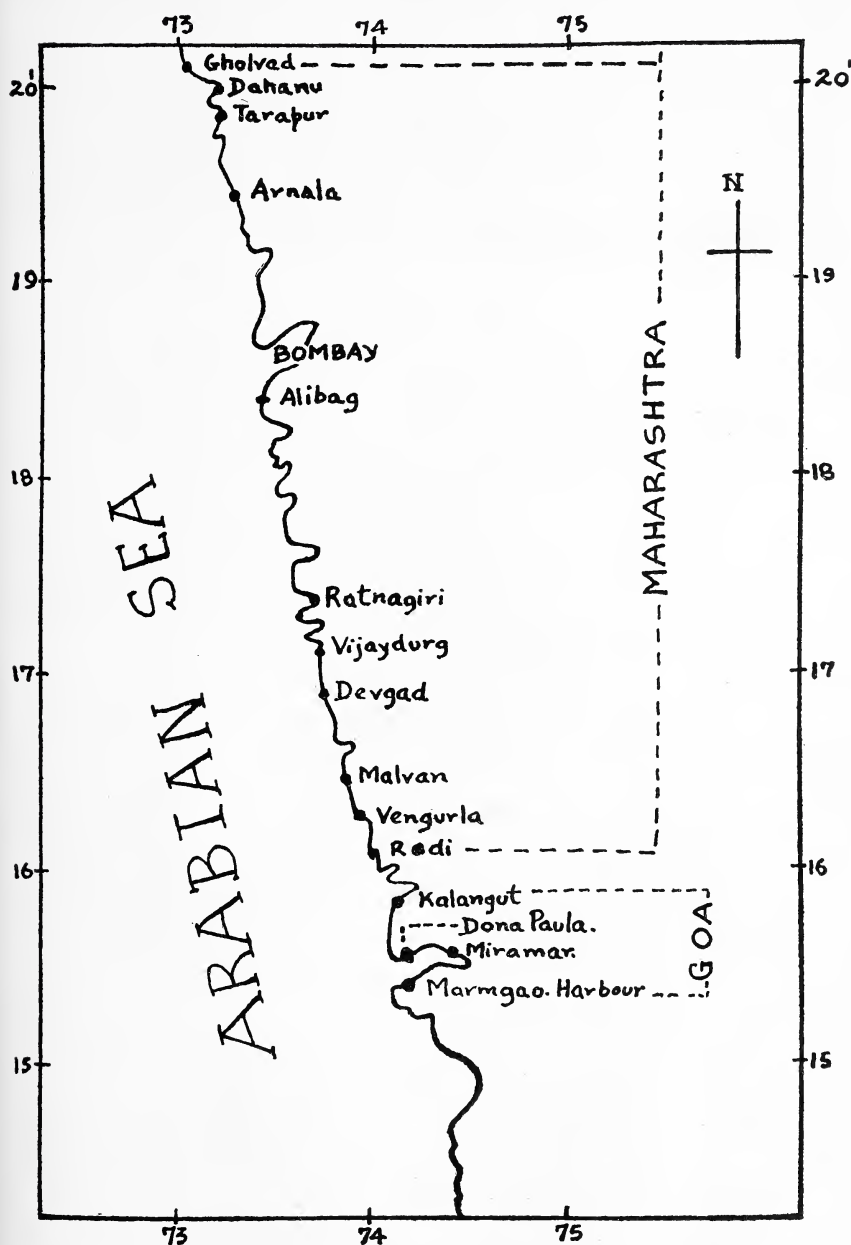 73 74 75
Gholvad
20' 20'
Dahanu
Tarapur
Arnala
N
19 19
BOMBAY
Alibag
MAHARASHTRA
18 18
ARABIAN SEA
Ratnagiri
Vijaydurg
17 17
Devgad
Malvan
Vengurla
Redi
16 16
Kalangut
Dona Paula.
Miramar.
GOA
Marmgao. Harbour
15 15
73 74 75